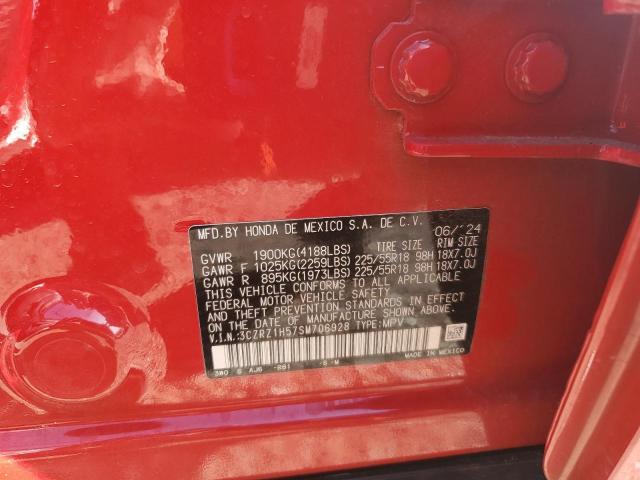 MFD.BY HONDA DE MEXICO S.A. DE C.V. 06/'24
TIRE SIZE RIM SIZE
GVWR 1900KG(4188LBS)
GAWR F 1025KG(2259LBS) 225/55R18 98H 18X7.0J
GAWR R 895KG(1973LBS) 225/55R18 98H 18X7.0J
THIS VEHICLE CONFORMS TO ALL APPLICABLE
FEDERAL MOTOR VEHICLE SAFETY
AND THEFT PREVENTION STANDARDS IN EFFECT
ON THE DATE OF MANUFACTURE SHOWN ABOVE.
V.I.N.:3CZRZ1H57SM706928 TYPE:MPV
MADE IN MEXICO
3W0